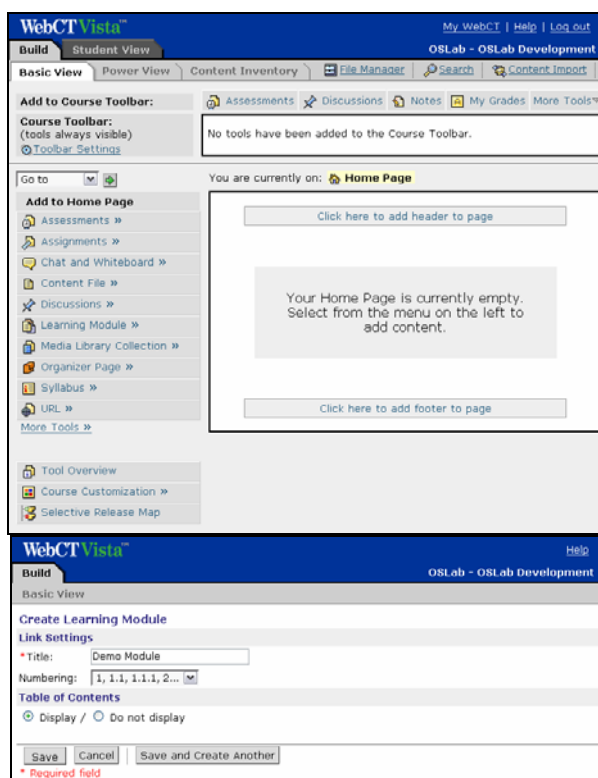 WebCT Vista™
My WebCT | Help | Log out
Build Student View
OSLab - OSLab Development
Basic View Power View Content Inventory File Manager Search Content Import
Add to Course Toolbar:
Assessments Discussions Notes My Grades More Tools
Course Toolbar:
(tools always visible)
Toolbar Settings
No tools have been added to the Course Toolbar.
Go to
You are currently on: Home Page
Add to Home Page
Assessments »
Assignments »
Chat and Whiteboard »
Content File »
Discussions »
Learning Module »
Media Library Collection »
Organizer Page »
Syllabus »
URL »
More Tools »
Tool Overview
Course Customization »
Selective Release Map
Click here to add header to page
Your Home Page is currently empty.
Select from the menu on the left to
add content.
Click here to add footer to page
WebCT Vista™
Help
Build
OSLab - OSLab Development
Basic View
Create Learning Module
Link Settings
*Title: Demo Module
Numbering: 1, 1.1, 1.1.1, 2...
Table of Contents
Display / Do not display
Save Cancel Save and Create Another
* Required field